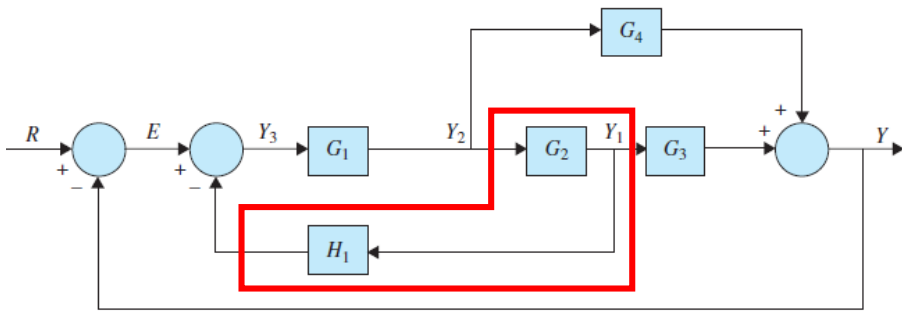 G₄
+
R E Y₃ G₁ Y₂ G₂ Y₁ G₃ + Y
+ − + −
H₁